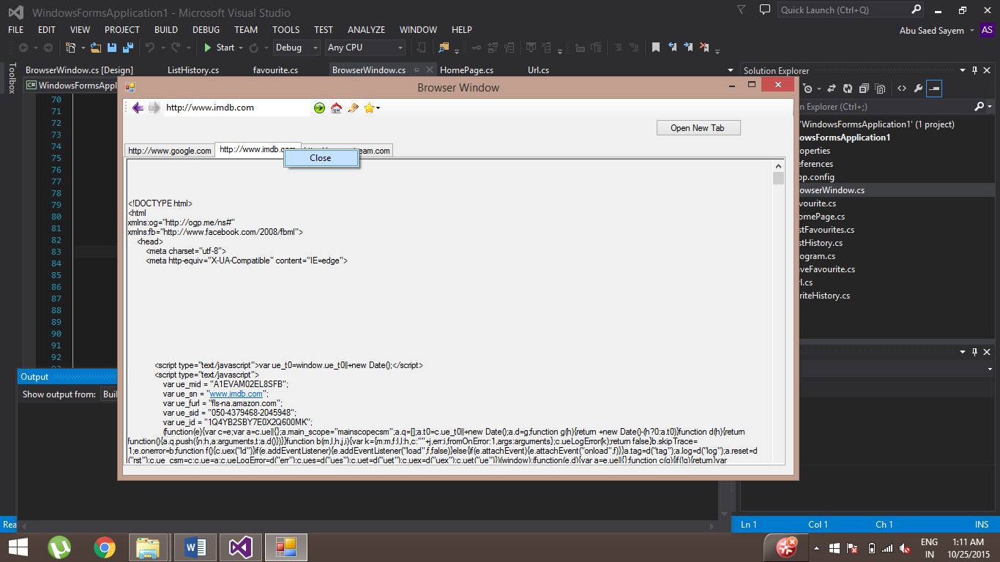 WindowsFormsApplication1 - Microsoft Visual Studio
Quick Launch (Ctrl+Q)
FILE EDIT VIEW PROJECT BUILD DEBUG TEAM TOOLS TEST ANALYZE WINDOW HELP
Abu Saed Sayem AS
Start Debug Any CPU
Toolbox
BrowserWindow.cs [Design] ListHistory.cs favourite.cs BrowserWindow.cs HomePage.cs Url.cs
Solution Explorer
C# WindowsFormsAppl
Browser Window
70
71
72
73
74
75
76
77
78
79
80
81
82
83
84
85
86
87
88
89
90
91
92
http://www.imdb.com
Open New Tab
http://www.google.com http://www.imdb.com
team.com
Close
<!DOCTYPE html>
<html
xmlns:og="http://ogp.me/ns#"
xmlns:fb="http://www.facebook.com/2008/fbml">
<head>
<meta charset="utf-8">
<meta http-equiv="X-UA-Compatible" content="IE=edge">
<script type="text/javascript">var ue_t0=window.ue_t0||+new Date();</script>
<script type="text/javascript">
var ue_mid = "A1EVAM02EL8SFB";
var ue_sn = "www.imdb.com";
var ue_furl = "fls-na.amazon.com";
var ue_sid = "050-4379468-2045948";
var ue_id = "1Q4YB2SBY7E0X2Q600MK";
(function(e){var c=e;var a=c.ue||{};a.main_scope="mainscopecsm";a.q=[];a.t0=c.ue_t0||+new Date();a.d=g;function g(h){return +new Date()-(h?0:a.t0)}function d(h){return
function(){a.q.push({n:h,a:arguments,t:a.d()})}}function b(m,l,h,j,i){var k={m:m,f:l,l:h,c:""+j,err:i,fromOnError:1,args:arguments};c.ueLogError(k);return false}b.skipTrace=
1;e.onerror=b;function f(){c.uex("ld")}if(e.addEventListener){e.addEventListener("load",f,false)}else{if(e.attachEvent){e.attachEvent("onload",f)}}a.tag=d("tag");a.log=d("log");a.reset=d
("rst");c.ue_csm=c;c.ue=a;c.ueLogError=d("err");c.ues=d("ues");c.uet=d("uet");c.uex=d("uex");c.uet("ue")})(window);(function(e,d){var a=e.ue||{};function c(g){if(!g){return}var
n Explorer (Ctrl+;)
'WindowsFormsApplication1' (1 project)
owsFormsApplication1
operties
eferences
pp.config
owserWindow.cs
vourite.cs
omePage.cs
stFavourites.cs
stHistory.cs
ogram.cs
aveFavourite.cs
rl.cs
riteHistory.cs
Output
Show output from: Buil
Rea
Ln 1 Col 1 Ch 1 INS
ENG
IN
1:11 AM
10/25/2015